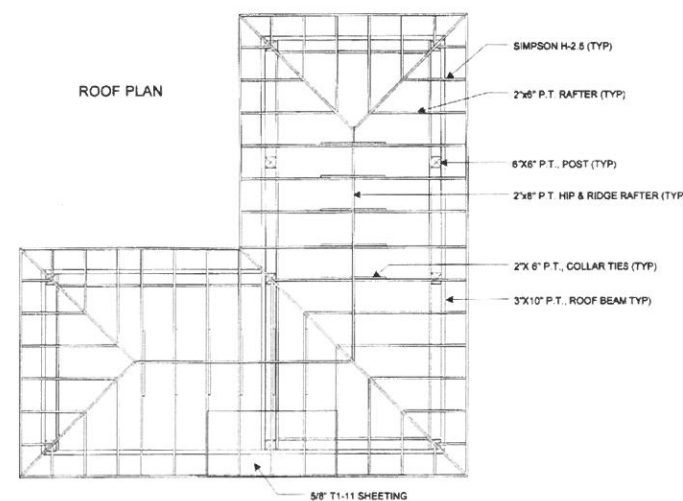 ROOF PLAN
SIMPSON H-2.5 (TYP)
2"x6" P.T. RAFTER (TYP)
6"X6" P.T., POST (TYP)
2"x8" P.T. HIP & RIDGE RAFTER (TYP
2"X 6" P.T., COLLAR TIES (TYP)
3"X10" P.T., ROOF BEAM TYP)
5/8" T1-11 SHEETING